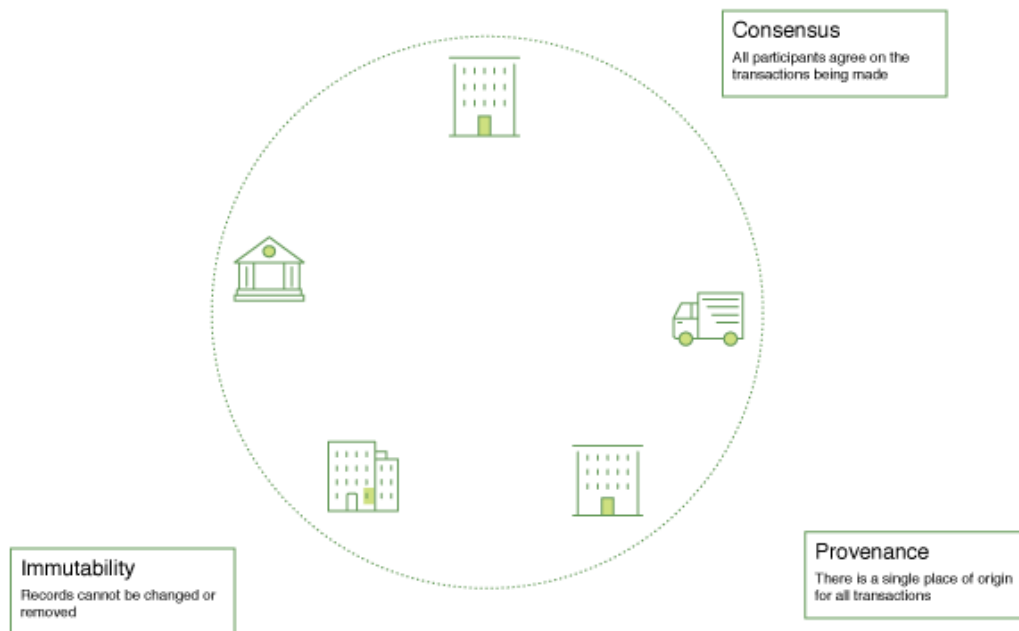 Consensus
All participants agree on the
transactions being made
Immutability
Records cannot be changed or
removed
Provenance
There is a single place of origin
for all transactions